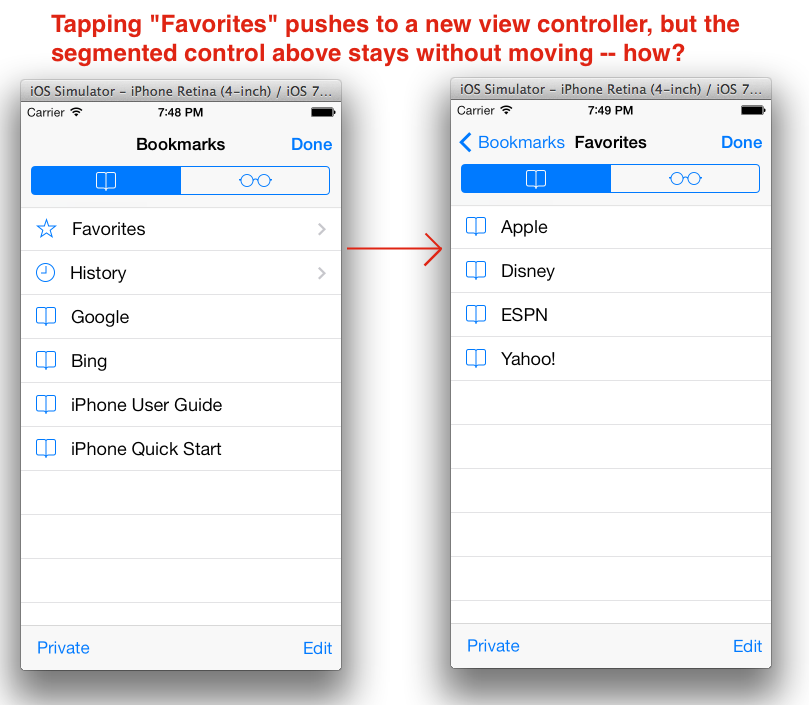 Tapping "Favorites" pushes to a new view controller, but the
segmented control above stays without moving -- how?
iOS Simulator – iPhone Retina (4-inch) / iOS 7...
Carrier 7:48 PM
Bookmarks Done
Favorites
History
Google
Bing
iPhone User Guide
iPhone Quick Start
Private Edit
iOS Simulator – iPhone Retina (4-inch) / iOS 7...
Carrier 7:49 PM
Bookmarks Favorites Done
Apple
Disney
ESPN
Yahoo!
Private Edit